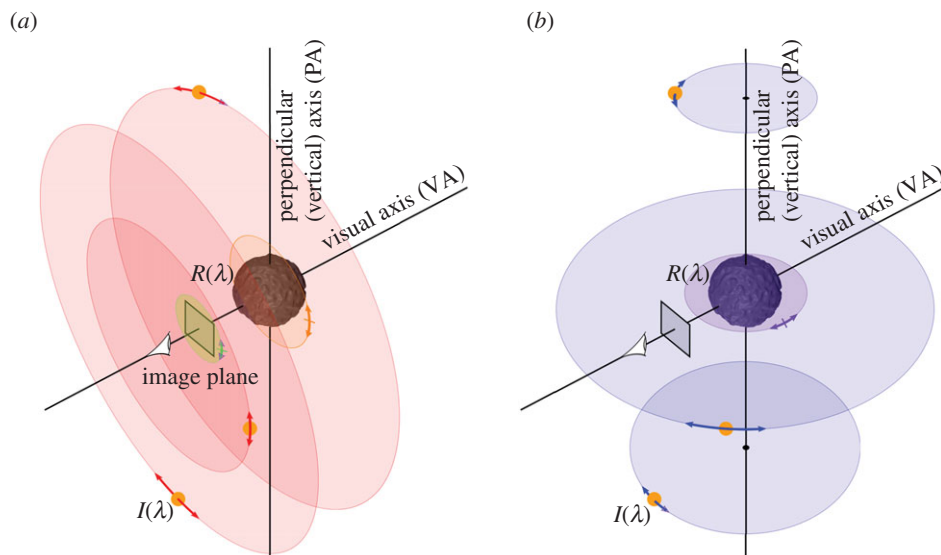 (a)
perpendicular
(vertical) axis (PA)
visual axis (VA)
R(λ)
image plane
I(λ)
(b)
perpendicular
(vertical) axis (PA)
visual axis (VA)
R(λ)
I(λ)